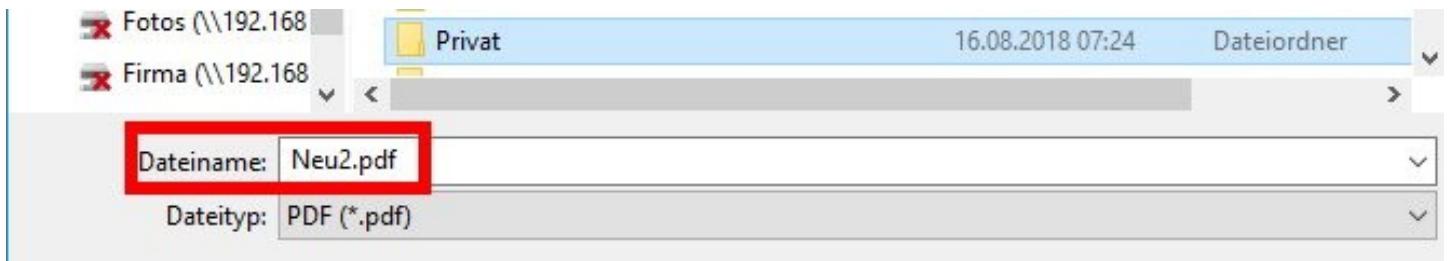 Fotos (\\192.168
Privat 16.08.2018 07:24 Dateiordner
Firma (\\192.168
Dateiname: Neu2.pdf
Dateityp: PDF (*.pdf)